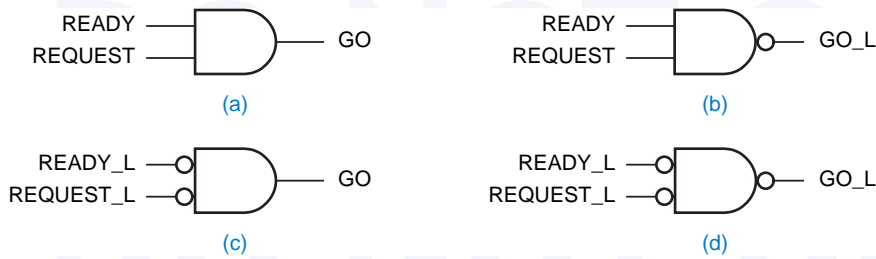 READY
REQUEST
GO
(a)
READY
REQUEST
GO_L
(b)
READY_L
REQUEST_L
GO
(c)
READY_L
REQUEST_L
GO_L
(d)